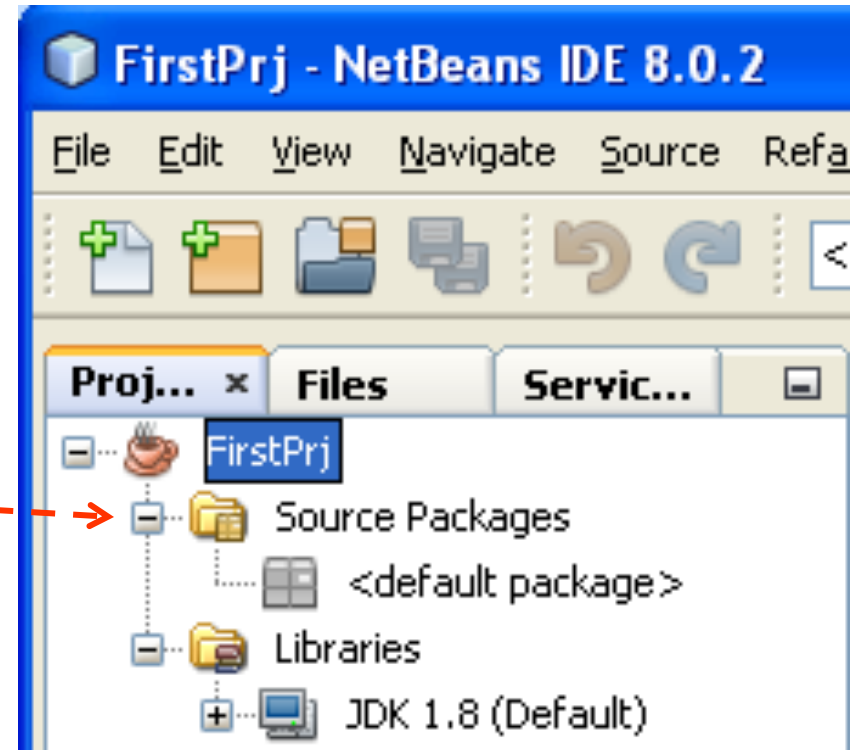 FirstPrj - NetBeans IDE 8.0.2
File Edit View Navigate Source Refa
<
Proj... x Files Servic...
FirstPrj
Source Packages
<default package>
Libraries
JDK 1.8 (Default)